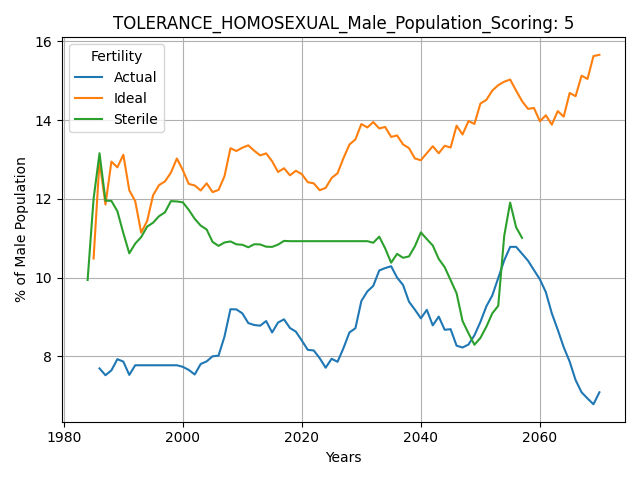 TOLERANCE_HOMOSEXUAL_Male_Population_Scoring: 5
Fertility
Actual
Ideal
Sterile
% of Male Population
16
14
12
10
8
1980
2000
2020
2040
2060
Years